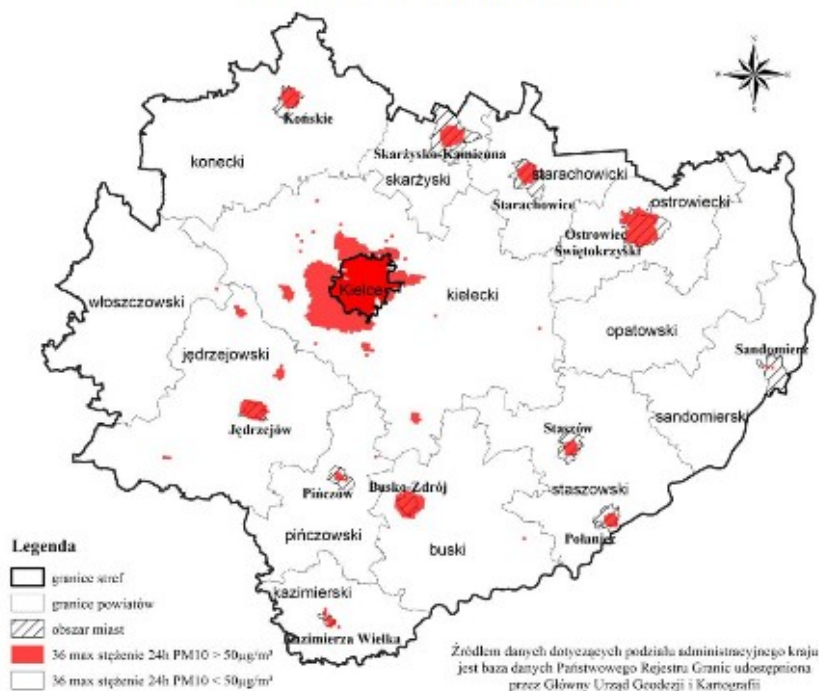 Końskie
konecki
Skarżysko-Kamienna
skarżyski
starachowicki
Starachowice
ostrowiecki
Ostrowiec
Świętokrzyski
Kielce
kielecki
włoszczowski
opatowski
jędrzejowski
Sandomierz
sandomierski
Jędrzejów
Staszów
Pińczów
Busko-Zdrój
staszowski
Połaniec
pińczowski
buski
kazimierski
Kazimierza Wielka
Legenda
granice stref
granice powiatów
obszar miast
36 max stężenie 24h PM10 > 50µg/m³
36 max stężenie 24h PM10 < 50µg/m³
Źródłem danych dotyczących podziału administracyjnego kraju
jest baza danych Państwowego Rejestru Granic udostępniona
przez Główny Urząd Geodezji i Kartografii